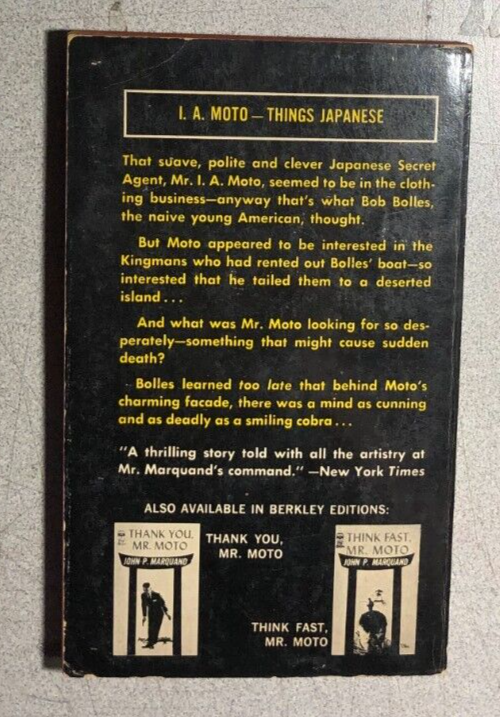 I. A. MOTO — THINGS JAPANESE
That suave, polite and clever Japanese Secret
Agent, Mr. I. A. Moto, seemed to be in the cloth-
ing business—anyway that's what Bob Bolles,
the naive young American, thought.
But Moto appeared to be interested in the
Kingmans who had rented out Bolles' boat—so
interested that he tailed them to a deserted
island . . .
And what was Mr. Moto looking for so des-
perately—something that might cause sudden
death?
Bolles learned too late that behind Moto's
charming facade, there was a mind as cunning
and as deadly as a smiling cobra . . .
"A thrilling story told with all the artistry at
Mr. Marquand's command." —New York Times
ALSO AVAILABLE IN BERKLEY EDITIONS:
THANK YOU,
MR. MOTO
JOHN P. MARQUAND
THANK YOU,
MR. MOTO
THINK FAST,
MR. MOTO
JOHN P. MARQUAND
THINK FAST,
MR. MOTO